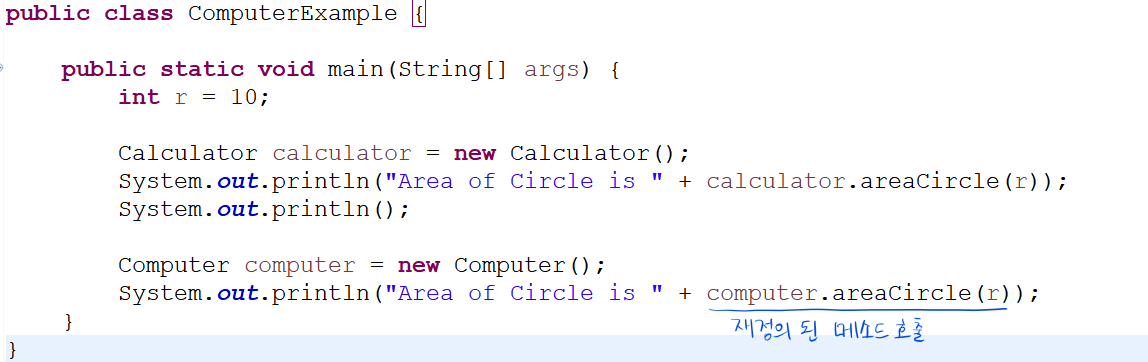 public class ComputerExample {
public static void main(String[] args) {
int r = 10;
Calculator calculator = new Calculator();
System.out.println("Area of Circle is " + calculator.areaCircle(r));
System.out.println();
Computer computer = new Computer();
System.out.println("Area of Circle is " + computer.areaCircle(r));
재정의 된 메소드 호출
}
}